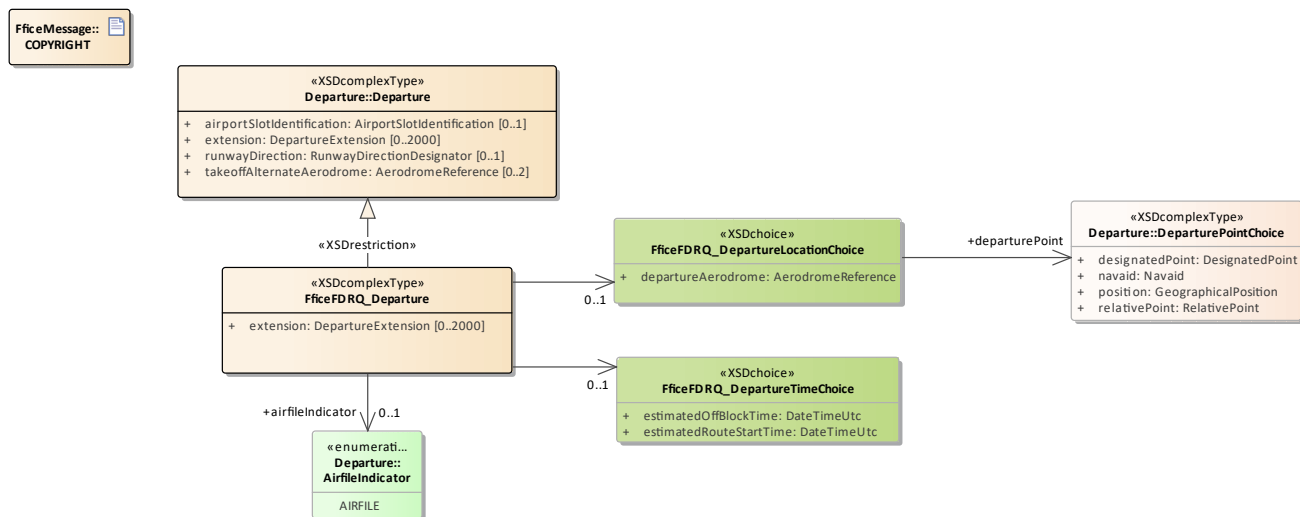 FficeMessage::
COPYRIGHT
«XSDcomplexType»
Departure::Departure
+ airportSlotIdentification: AirportSlotIdentification [0..1]
+ extension: DepartureExtension [0..2000]
+ runwayDirection: RunwayDirectionDesignator [0..1]
+ takeoffAlternateAerodrome: AerodromeReference [0..2]
«XSDrestriction»
«XSDcomplexType»
FficeFDRQ_Departure
+ extension: DepartureExtension [0..2000]
0..1
«XSDchoice»
FficeFDRQ_DepartureLocationChoice
+ departureAerodrome: AerodromeReference
+departurePoint
«XSDcomplexType»
Departure::DeparturePointChoice
+ designatedPoint: DesignatedPoint
+ navaid: Navaid
+ position: GeographicalPosition
+ relativePoint: RelativePoint
0..1
«XSDchoice»
FficeFDRQ_DepartureTimeChoice
+ estimatedOffBlockTime: DateTimeUtc
+ estimatedRouteStartTime: DateTimeUtc
+airfileIndicator
0..1
«enumerati...
Departure::
AirfileIndicator
AIRFILE